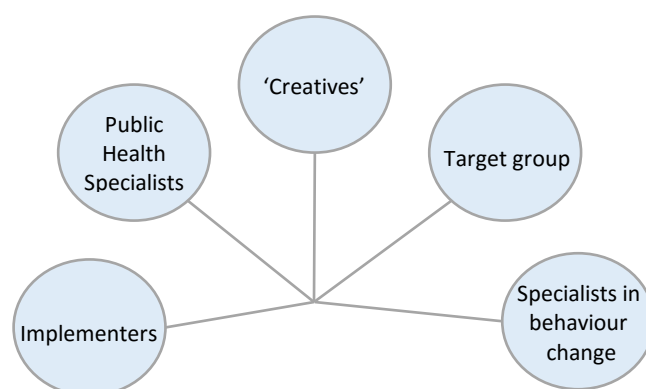 ‘Creatives’
Public
Health
Specialists
Target group
Implementers
Specialists in
behaviour
change